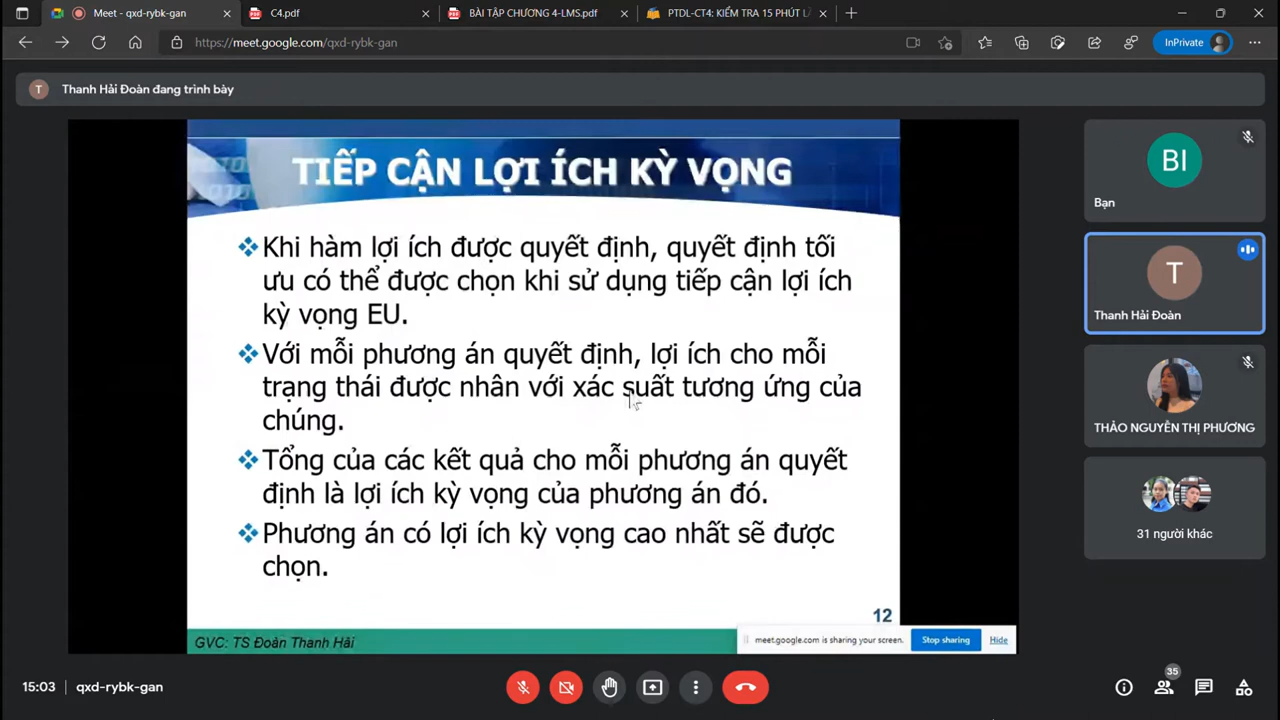 Meet - qxd-rybk-gan
C4.pdf
BÀI TẬP CHƯƠNG 4-LMS.pdf
PTDL-CT4: KIỂM TRA 15 PHÚT L
https://meet.google.com/qxd-rybk-gan
InPrivate
T
Thanh Hải Đoàn đang trình bày
TIẾP CẬN LỢI ÍCH KỲ VỌNG
Khi hàm lợi ích được quyết định, quyết định tối
ưu có thể được chọn khi sử dụng tiếp cận lợi ích
kỳ vọng EU.
Với mỗi phương án quyết định, lợi ích cho mỗi
trạng thái được nhân với xác suất tương ứng của
chúng.
Tổng của các kết quả cho mỗi phương án quyết
định là lợi ích kỳ vọng của phương án đó.
Phương án có lợi ích kỳ vọng cao nhất sẽ được
chọn.
12
GVC: TS Đoàn Thanh Hải
meet.google.com is sharing your screen.
Stop sharing
Hide
BI
Bạn
T
Thanh Hải Đoàn
THẢO NGUYÊN THỊ PHƯƠNG
31 người khác
15:03
qxd-rybk-gan
35